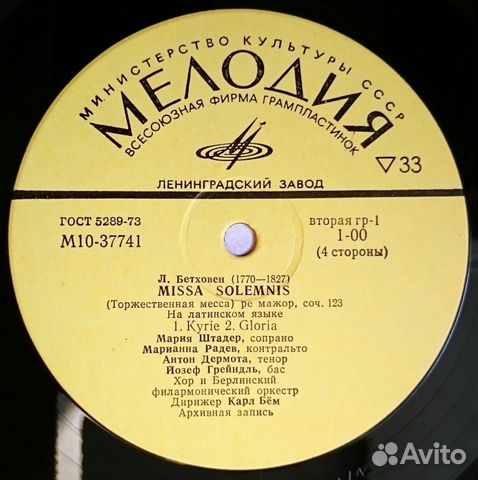 МИНИСТЕРСТВО КУЛЬТУРЫ СССР
МЕЛОДИЯ
ВСЕСОЮЗНАЯ ФИРМА ГРАМПЛАСТИНОК
33
ЛЕНИНГРАДСКИЙ ЗАВОД
ГОСТ 5289-73
М10-37741
вторая гр-1
1-00
(4 стороны)
Л. Бетховен (1770—1827)
MISSA SOLEMNIS
(Торжественная месса) ре мажор, соч. 123
На латинском языке
1. Kyrie 2. Gloria
Мария Штадер, сопрано
Марианна Радев, контральто
Антон Дермота, тенор
Йозеф Грейндль, бас
Хор и Берлинский
филармонический оркестр
Дирижер Карл Бём
Архивная запись
Avito